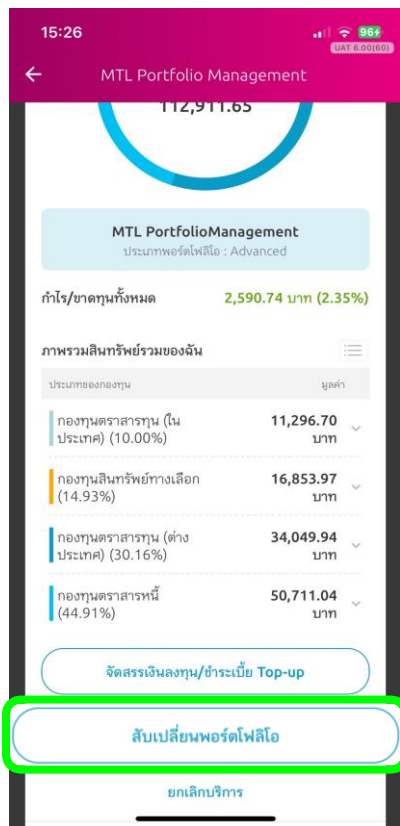 15:26
96
UAT 6.00(60)
MTL Portfolio Management
112,911.65
MTL PortfolioManagement
ประเภทพอร์ตโฟลิโอ : Advanced
กำไร/ขาดทุนทั้งหมด 2,590.74 บาท (2.35%)
ภาพรวมสินทรัพย์รวมของฉัน
ประเภทของกองทุน มูลค่า
กองทุนตราสารทุน (ใน 11,296.70
ประเทศ) (10.00%) บาท
กองทุนสินทรัพย์ทางเลือก 16,853.97
(14.93%) บาท
กองทุนตราสารทุน (ต่าง 34,049.94
ประเทศ) (30.16%) บาท
กองทุนตราสารหนี้ 50,711.04
(44.91%) บาท
จัดสรรเงินลงทุน/ชำระเบี้ย Top-up
สับเปลี่ยนพอร์ตโฟลิโอ
ยกเลิกบริการ